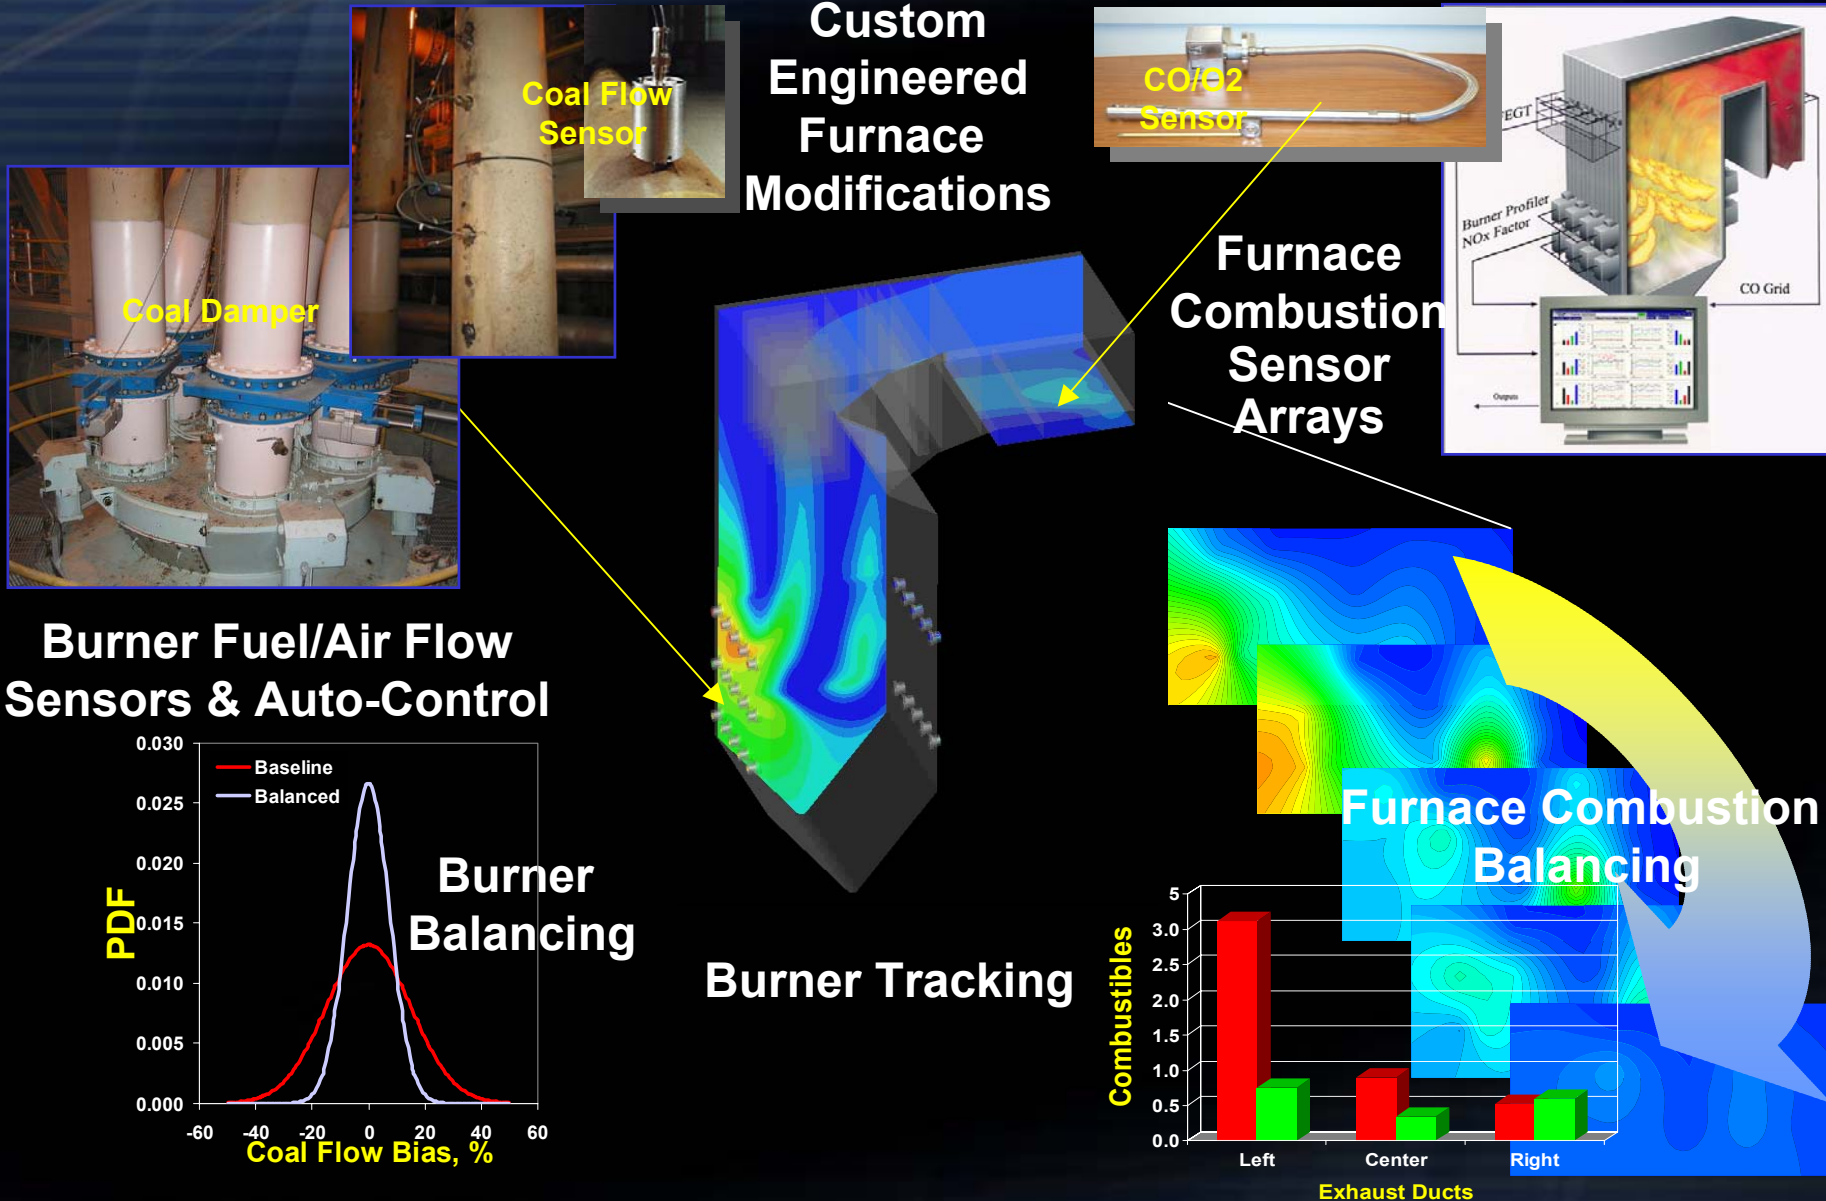 Custom
Engineered
Furnace
Modifications
Coal Flow
Sensor
CO/O2
Sensor
FEGT
Burner Profiler
NOx Factor
CO Grid
Outputs
Coal Damper
Furnace
Combustion
Sensor
Arrays
Burner Fuel/Air Flow
Sensors & Auto-Control
0.030
0.025
0.020
0.015
0.010
0.005
0.000
PDF
Baseline
Balanced
-60 -40 -20 0 20 40 60
Coal Flow Bias, %
Burner
Balancing
Burner Tracking
Furnace Combustion
Balancing
5
3.0
2.5
2.0
1.5
1.0
0.5
0.0
Combustibles
Left Center Right
Exhaust Ducts